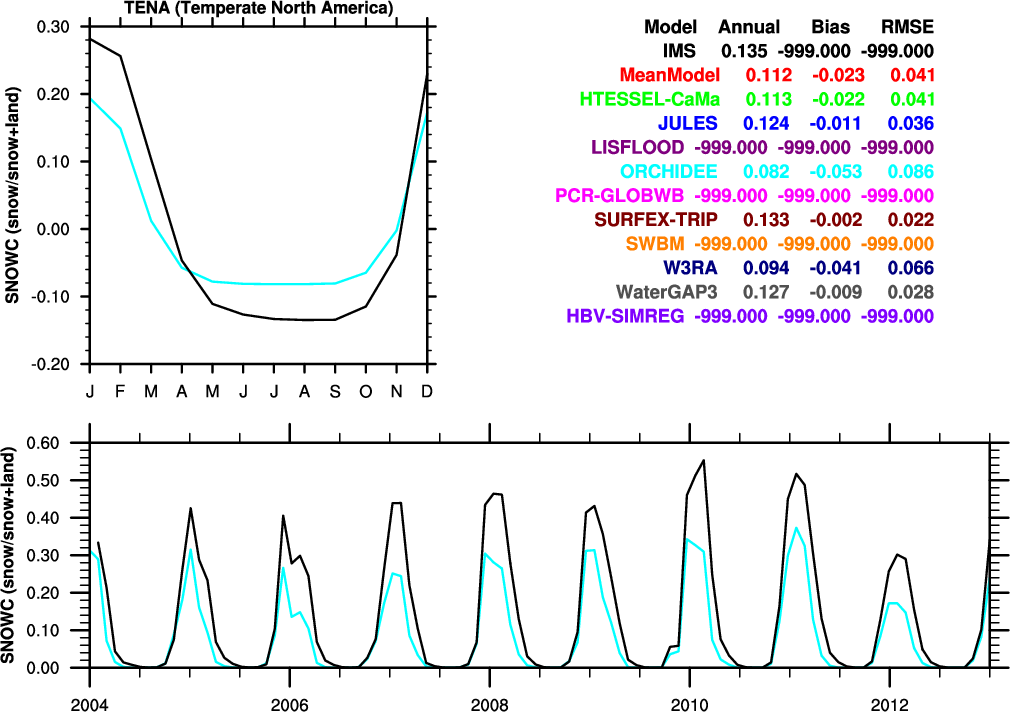 TENA (Temperate North America)
SNOWC (snow/snow+land)
0.30
0.20
0.10
0.00
-0.10
-0.20
J F M A M J J A S O N D
Model Annual Bias RMSE
IMS 0.135 -999.000 -999.000
MeanModel 0.112 -0.023 0.041
HTESSEL-CaMa 0.113 -0.022 0.041
JULES 0.124 -0.011 0.036
LISFLOOD -999.000 -999.000 -999.000
ORCHIDEE 0.082 -0.053 0.086
PCR-GLOBWB -999.000 -999.000 -999.000
SURFEX-TRIP 0.133 -0.002 0.022
SWBM -999.000 -999.000 -999.000
W3RA 0.094 -0.041 0.066
WaterGAP3 0.127 -0.009 0.028
HBV-SIMREG -999.000 -999.000 -999.000
SNOWC (snow/snow+land)
0.60
0.50
0.40
0.30
0.20
0.10
0.00
2004 2006 2008 2010 2012